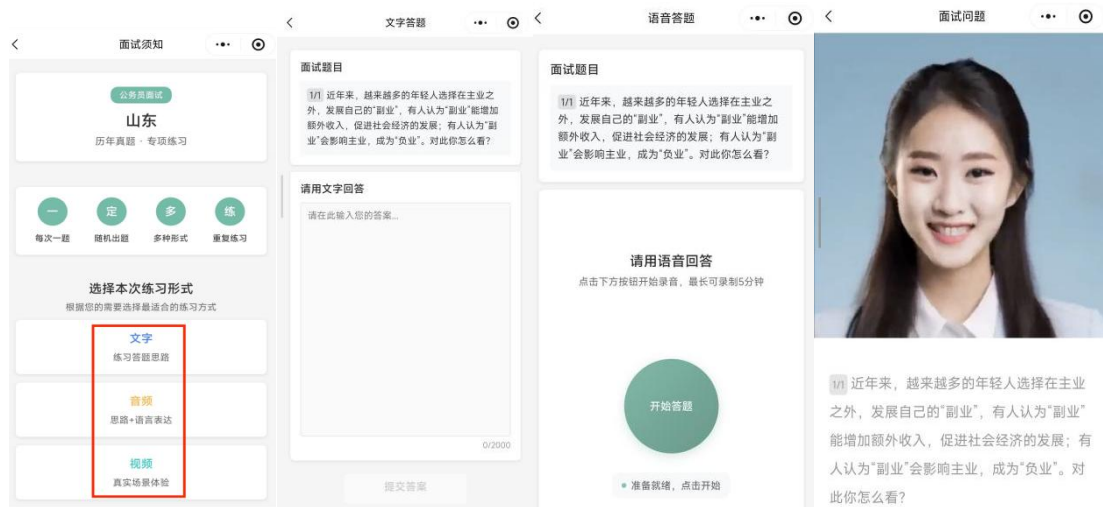 面试须知
公务员面试
山东
历年真题 · 专项练习
一
定
多
练
每次一题
随机出题
多种形式
重复练习
选择本次练习形式
根据您的需要选择最适合的练习方式
文字
练习答题思路
音频
思路+语言表达
视频
真实场景体验
文字答题
面试题目
1/1 近年来，越来越多的年轻人选择在主业之
外，发展自己的“副业”，有人认为“副业”能增加
额外收入，促进社会经济的发展；有人认为“副
业”会影响主业，成为“负业”。对此你怎么看？
请用文字回答
请在此输入您的答案...
0/2000
提交答案
语音答题
面试题目
1/1 近年来，越来越多的年轻人选择在主业之
外，发展自己的“副业”，有人认为“副业”能增加
额外收入，促进社会经济的发展；有人认为“副
业”会影响主业，成为“负业”。对此你怎么看？
请用语音回答
点击下方按钮开始录音，最长可录制5分钟
开始答题
准备就绪，点击开始
面试问题
1/1 近年来，越来越多的年轻人选择在主业
之外，发展自己的“副业”，有人认为“副业”
能增加额外收入，促进社会经济的发展；有
人认为“副业”会影响主业，成为“负业”。对
此你怎么看？